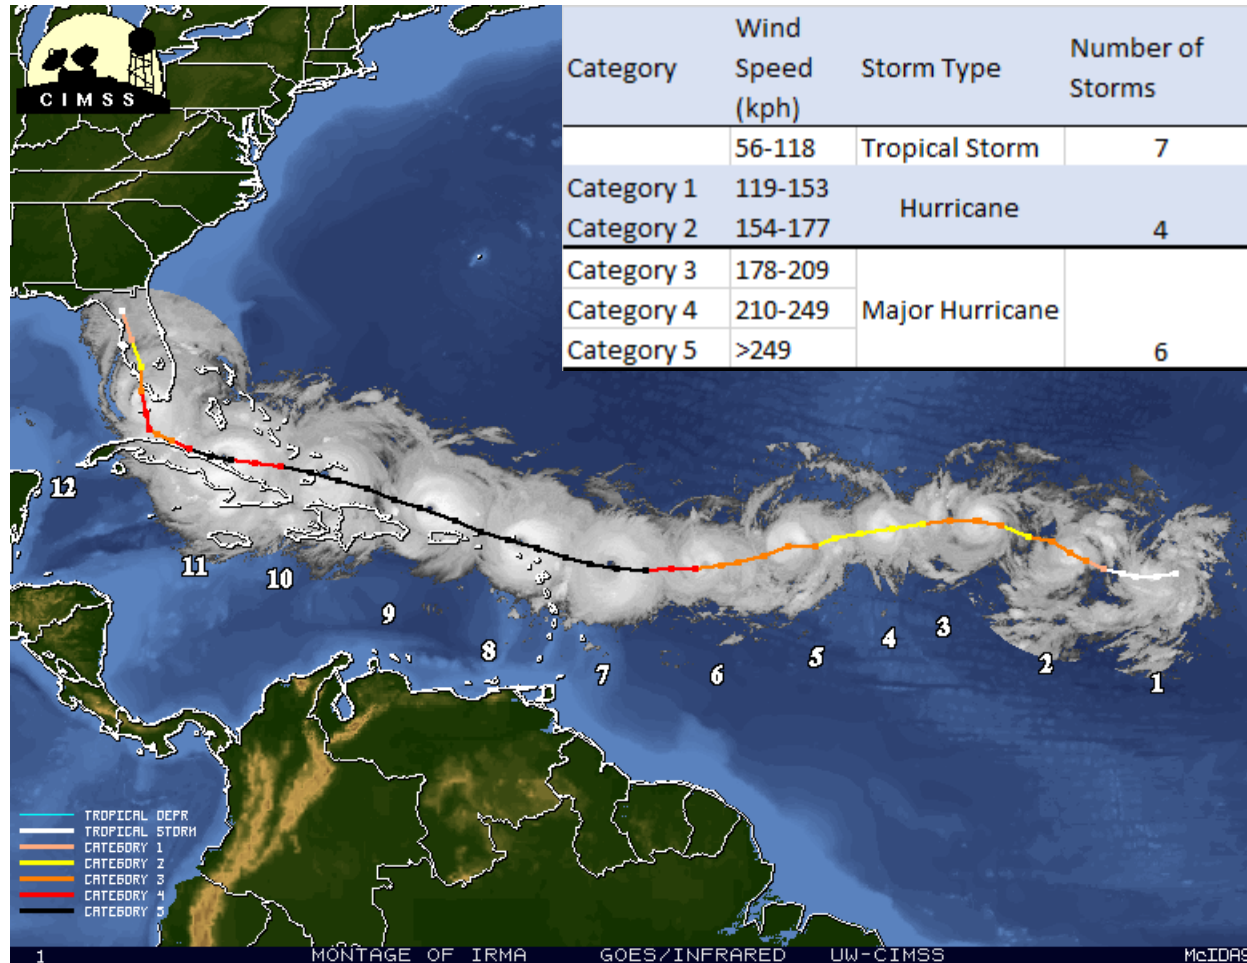 CIMSS
Category Wind Speed (kph) Storm Type Number of Storms
56-118 Tropical Storm 7
Category 1 119-153 Hurricane
Category 2 154-177 4
Category 3 178-209
Category 4 210-249 Major Hurricane
Category 5 >249 6
12
11
10
9
8
7
6
5
4
3
2
1
TROPICAL DEPR
TROPICAL STORM
CATEGORY 1
CATEGORY 2
CATEGORY 3
CATEGORY 4
CATEGORY 5
1 MONTAGE OF IRMA GOES/INFRARED UW-CIMSS McIDAS